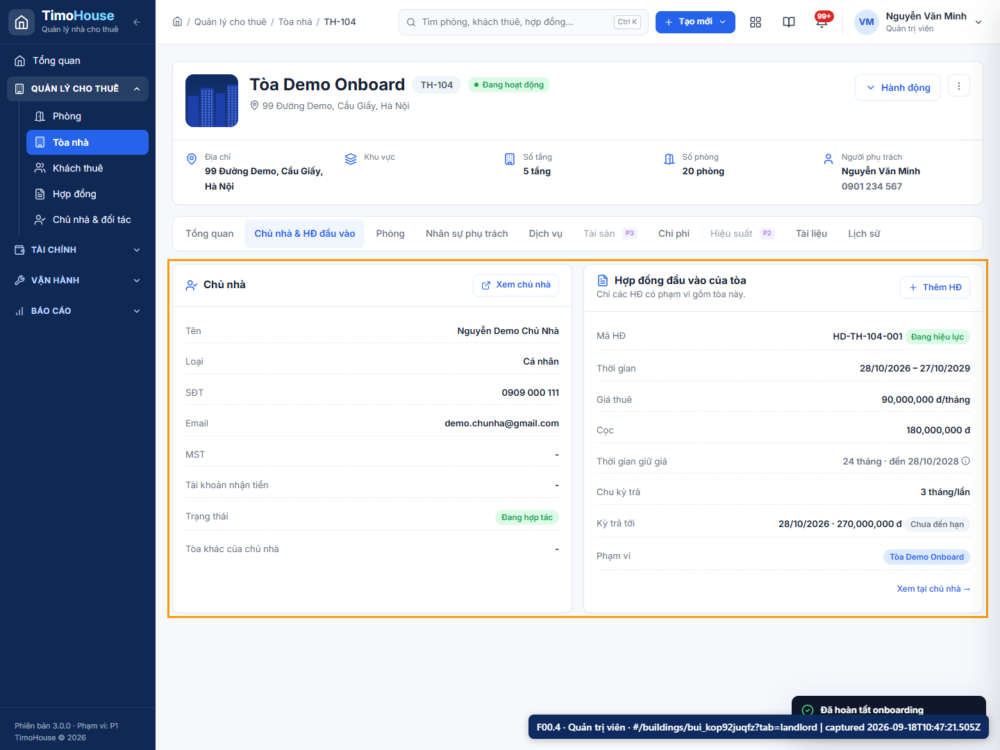 TimoHouse
Quản lý nhà cho thuê
Tổng quan
QUẢN LÝ CHO THUÊ
Phòng
Tòa nhà
Khách thuê
Hợp đồng
Chủ nhà & đối tác
TÀI CHÍNH
VẬN HÀNH
BÁO CÁO
Phiên bản 3.0.0 · Phạm vi: P1
TimoHouse © 2026
/ Quản lý cho thuê / Tòa nhà / TH-104
Tìm phòng, khách thuê, hợp đồng...
Ctrl K
Tạo mới
99+
VM
Nguyễn Văn Minh
Quản trị viên
Tòa Demo Onboard
TH-104
Đang hoạt động
99 Đường Demo, Cầu Giấy, Hà Nội
Hành động
Địa chỉ
99 Đường Demo, Cầu Giấy,
Hà Nội
Khu vực
Số tầng
5 tầng
Số phòng
20 phòng
Người phụ trách
Nguyễn Văn Minh
0901 234 567
Tổng quan
Chủ nhà & HĐ đầu vào
Phòng
Nhân sự phụ trách
Dịch vụ
Tài sản P3
Chi phí
Hiệu suất P2
Tài liệu
Lịch sử
Chủ nhà
Xem chủ nhà
Tên Nguyễn Demo Chủ Nhà
Loại Cá nhân
SĐT 0909 000 111
Email demo.chunha@gmail.com
MST -
Tài khoản nhận tiền -
Trạng thái Đang hợp tác
Tòa khác của chủ nhà -
Hợp đồng đầu vào của tòa
Chỉ các HĐ có phạm vi gồm tòa này.
Thêm HĐ
Mã HĐ HD-TH-104-001 Đang hiệu lực
Thời gian 28/10/2026 – 27/10/2029
Giá thuê 90,000,000 đ/tháng
Cọc 180,000,000 đ
Thời gian giữ giá 24 tháng · đến 28/10/2028
Chu kỳ trả 3 tháng/lần
Kỳ trả tới 28/10/2026 · 270,000,000 đ Chưa đến hạn
Phạm vi Tòa Demo Onboard
Xem tại chủ nhà →
Đã hoàn tất onboarding
F00.4 · Quản trị viên · #/buildings/bui_kop92juqfz?tab=landlord | captured 2026-09-18T10:47:21.505Z